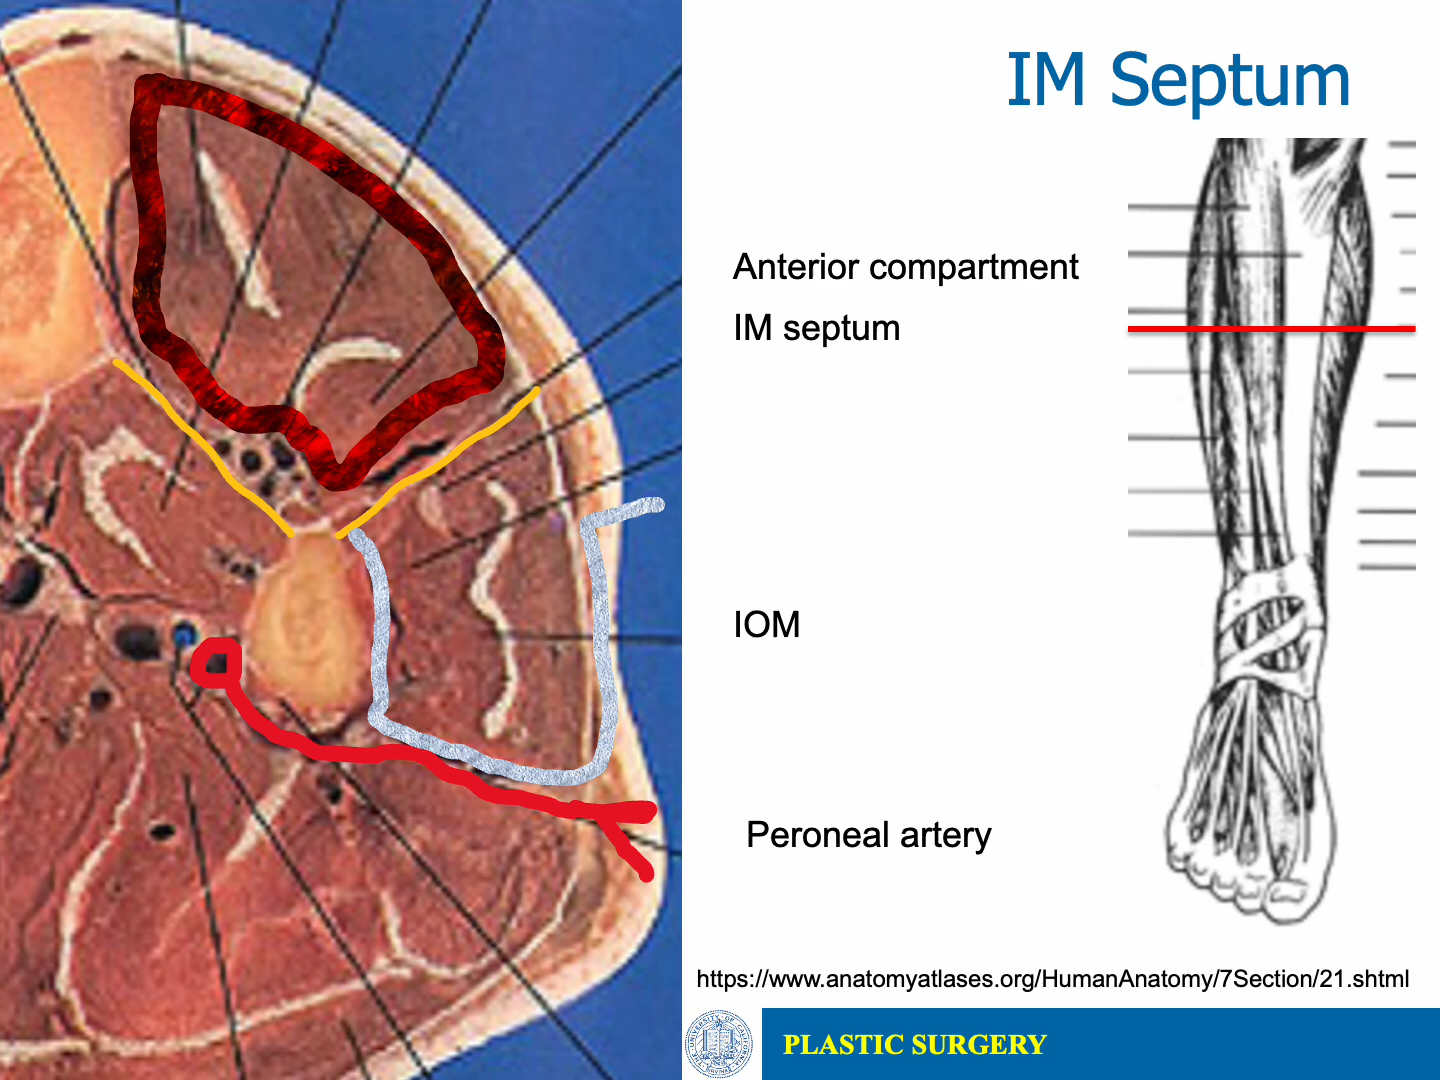 IM Septum
Anterior compartment
IM septum
IOM
Peroneal artery
https://www.anatomyatlases.org/HumanAnatomy/7Section/21.shtml
PLASTIC SURGERY